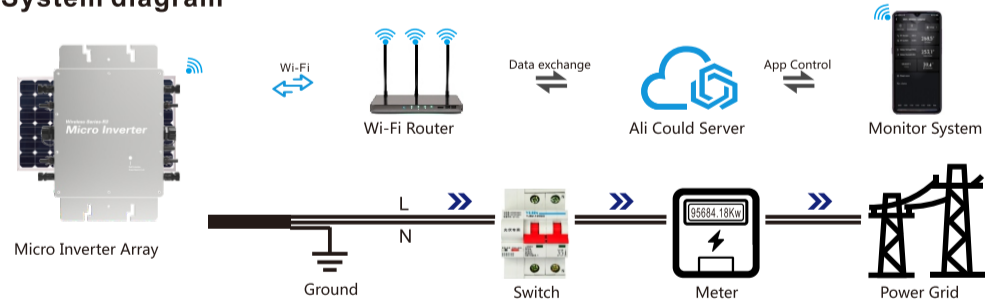 System diagram
Wi-Fi
Data exchange
App Control
Micro Inverter
Wi-Fi Router
Ali Could Server
Monitor System
L
N
95684.18Kw
Micro Inverter Array
Ground
Switch
Meter
Power Grid